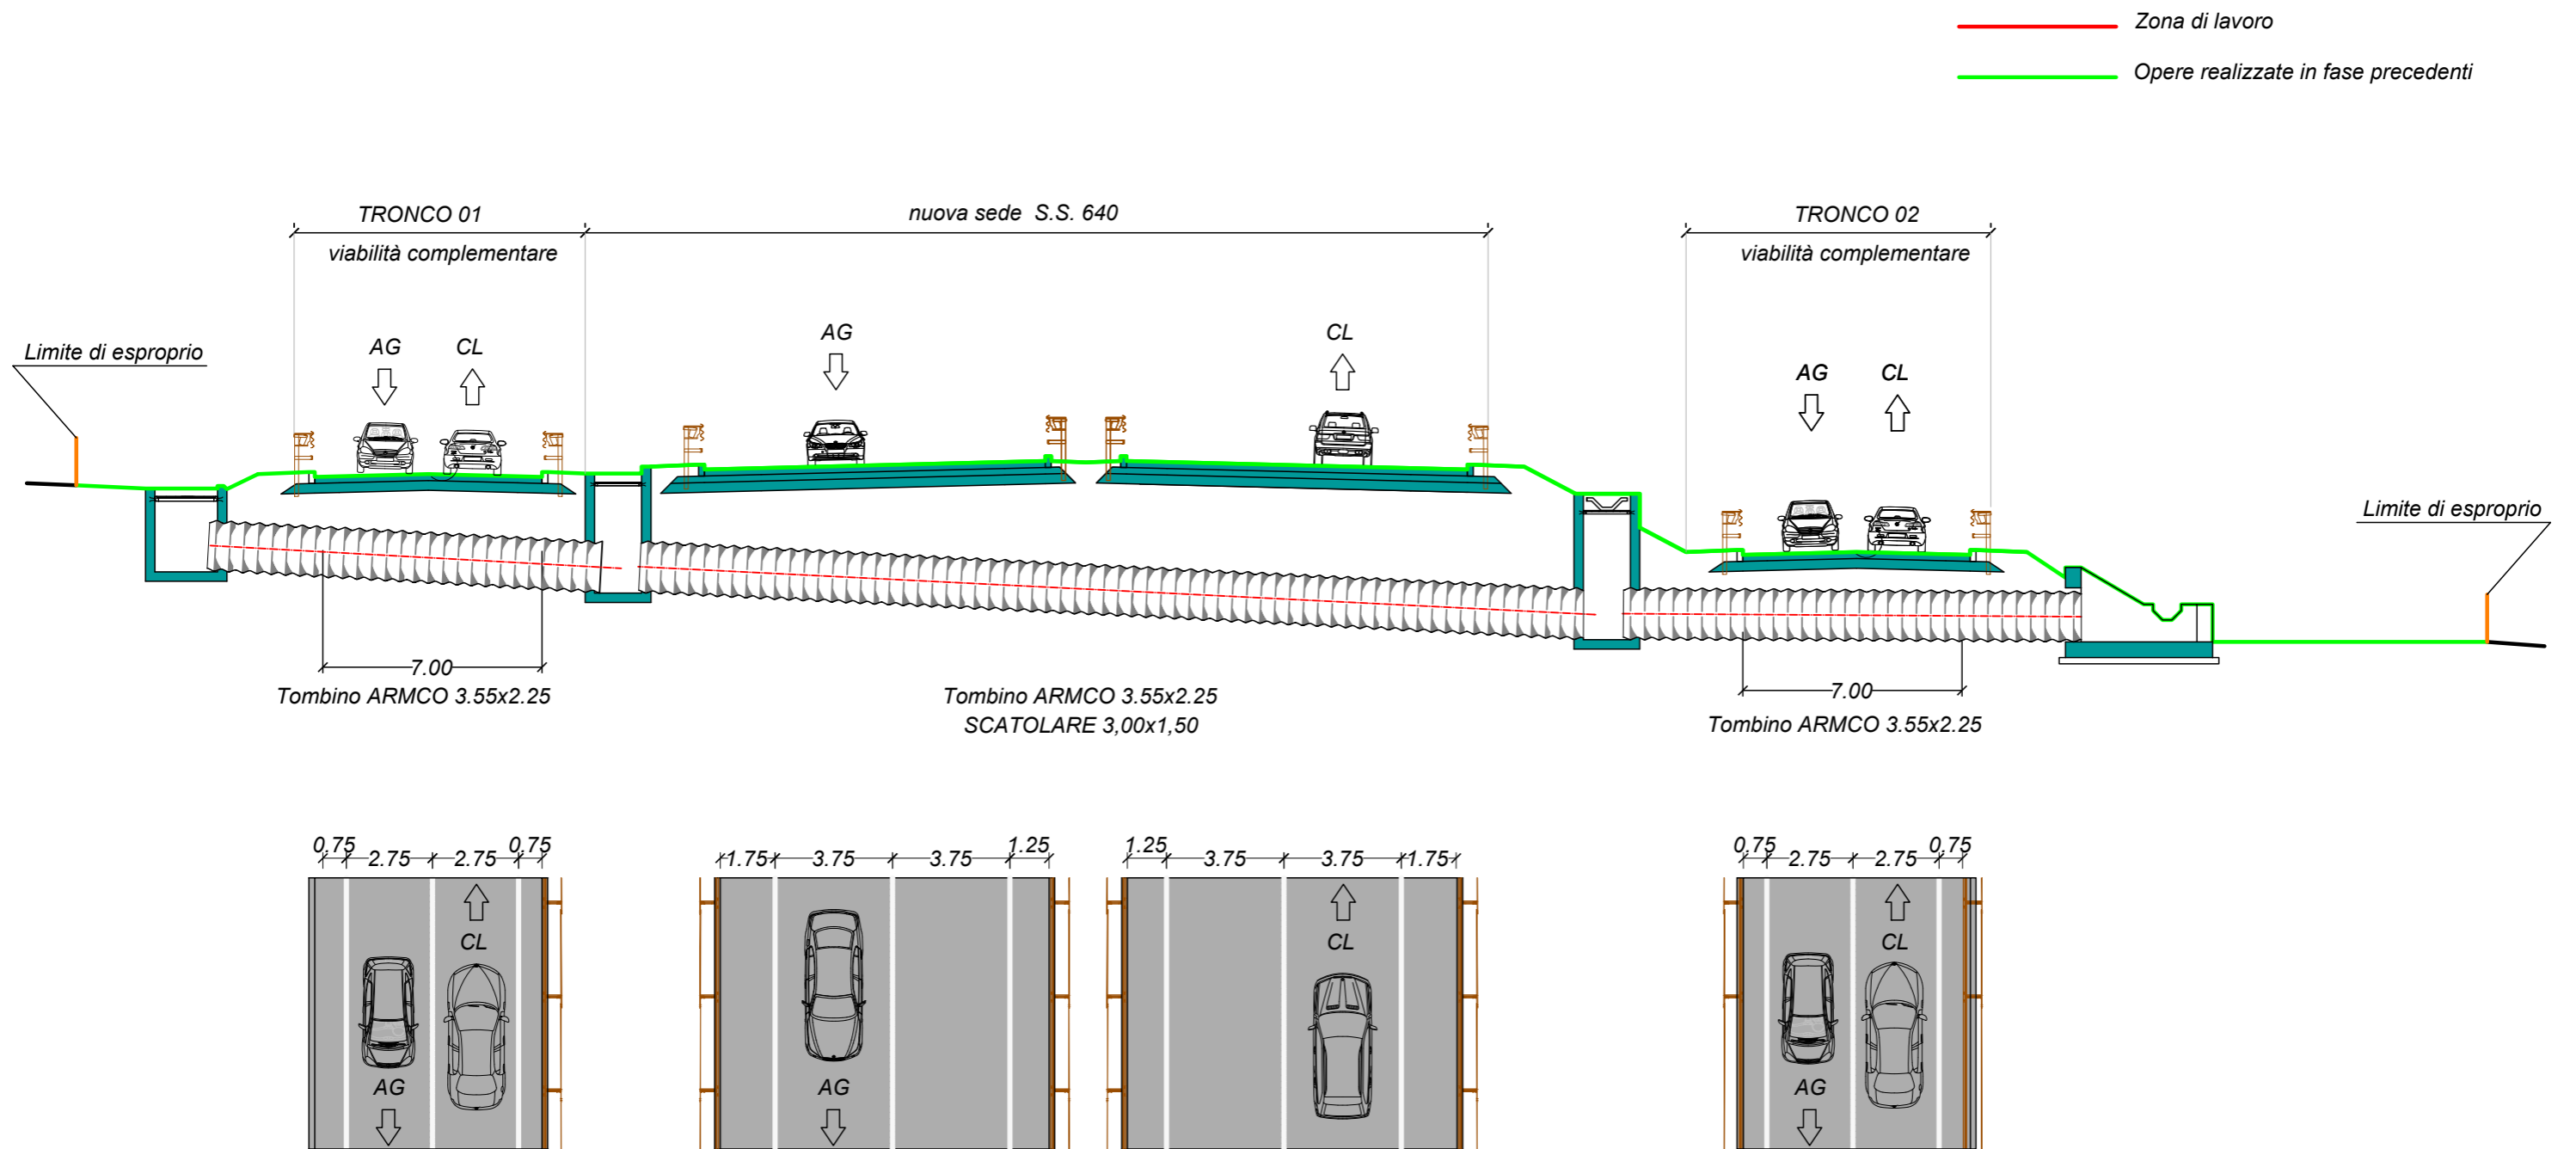 Zona di lavoro
Opere realizzate in fase precedenti
TRONCO 01
nuova sede S.S. 640
TRONCO 02
viabilità complementare
viabilità complementare
AG
CL
AG
CL
AG
CL
Limite di esproprio
Limite di esproprio
7.00
7.00
Tombino ARMCO 3.55x2.25
Tombino ARMCO 3.55x2.25
SCATOLARE 3,00x1,50
Tombino ARMCO 3.55x2.25
0.75 2.75 2.75 0.75
1.75 3.75 3.75 1.25
1.25 3.75 3.75 1.75
0.75 2.75 2.75 0.75
CL
CL
CL
AG
AG
AG